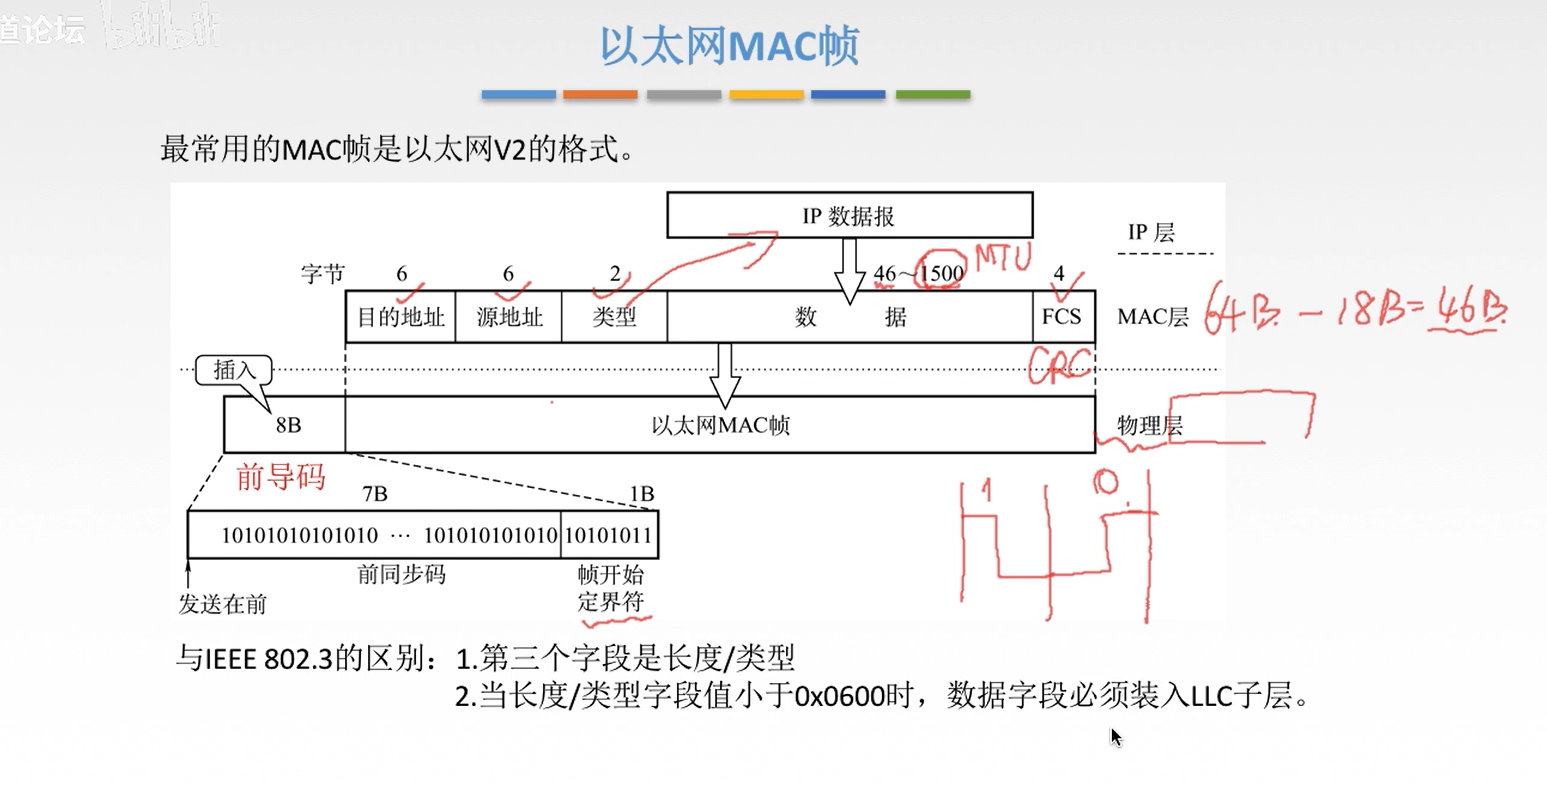 道论坛 bilibili
以太网MAC帧
最常用的MAC帧是以太网V2的格式。
IP 数据报
IP 层
字节 6 6 2 46～1500 MTU 4
目的地址 源地址 类型 数 据 FCS MAC层 64B - 18B = 46B
CRC
插入
8B 以太网MAC帧 物理层
前导码
7B 1B
1 0
10101010101010 … 101010101010 10101011
前同步码 帧开始
定界符
发送在前
与IEEE 802.3的区别：1.第三个字段是长度/类型
2.当长度/类型字段值小于0x0600时，数据字段必须装入LLC子层。